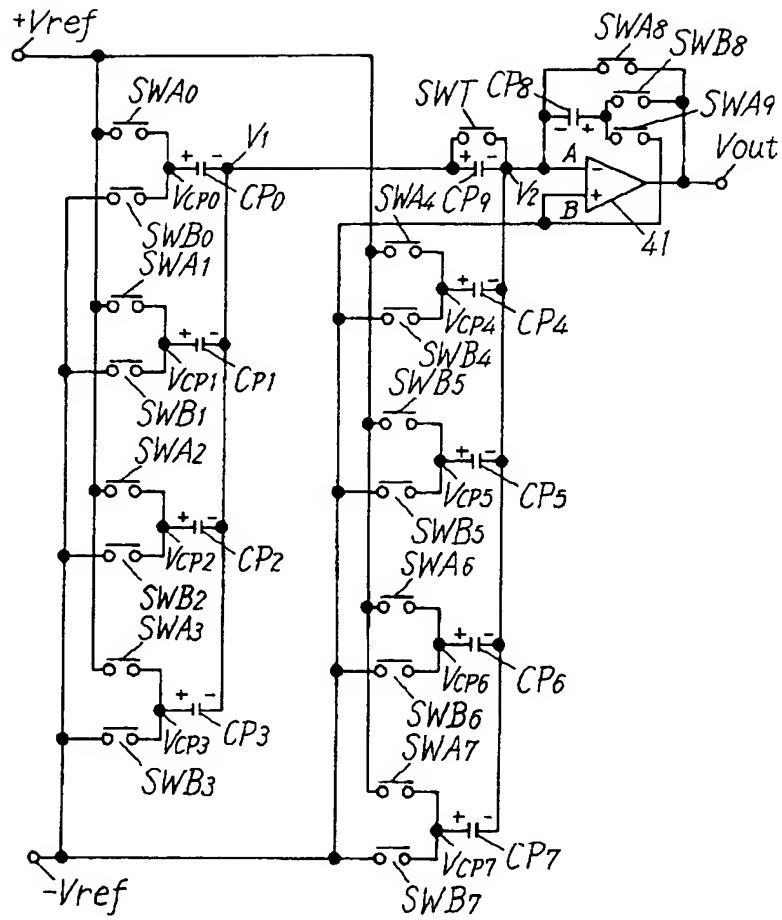 +Vref
SWA8
SWB8
CP8
SWA9
SWT
SWA0
V1
- +
Vout
+ -
A
-
VCP0
CP0
CP9
V2
B
+
SWB0
SWA4
41
SWA1
+ -
VCP4
CP4
+ -
SWB4
VCP1
CP1
SWB5
SWB1
SWA2
+ -
VCP5
CP5
+ -
SWB5
VCP2
CP2
SWA6
SWB2
SWA3
+ -
VCP6
CP6
+ -
SWB6
VCP3
CP3
SWA7
SWB3
+ -
VCP7
CP7
-Vref
SWB7